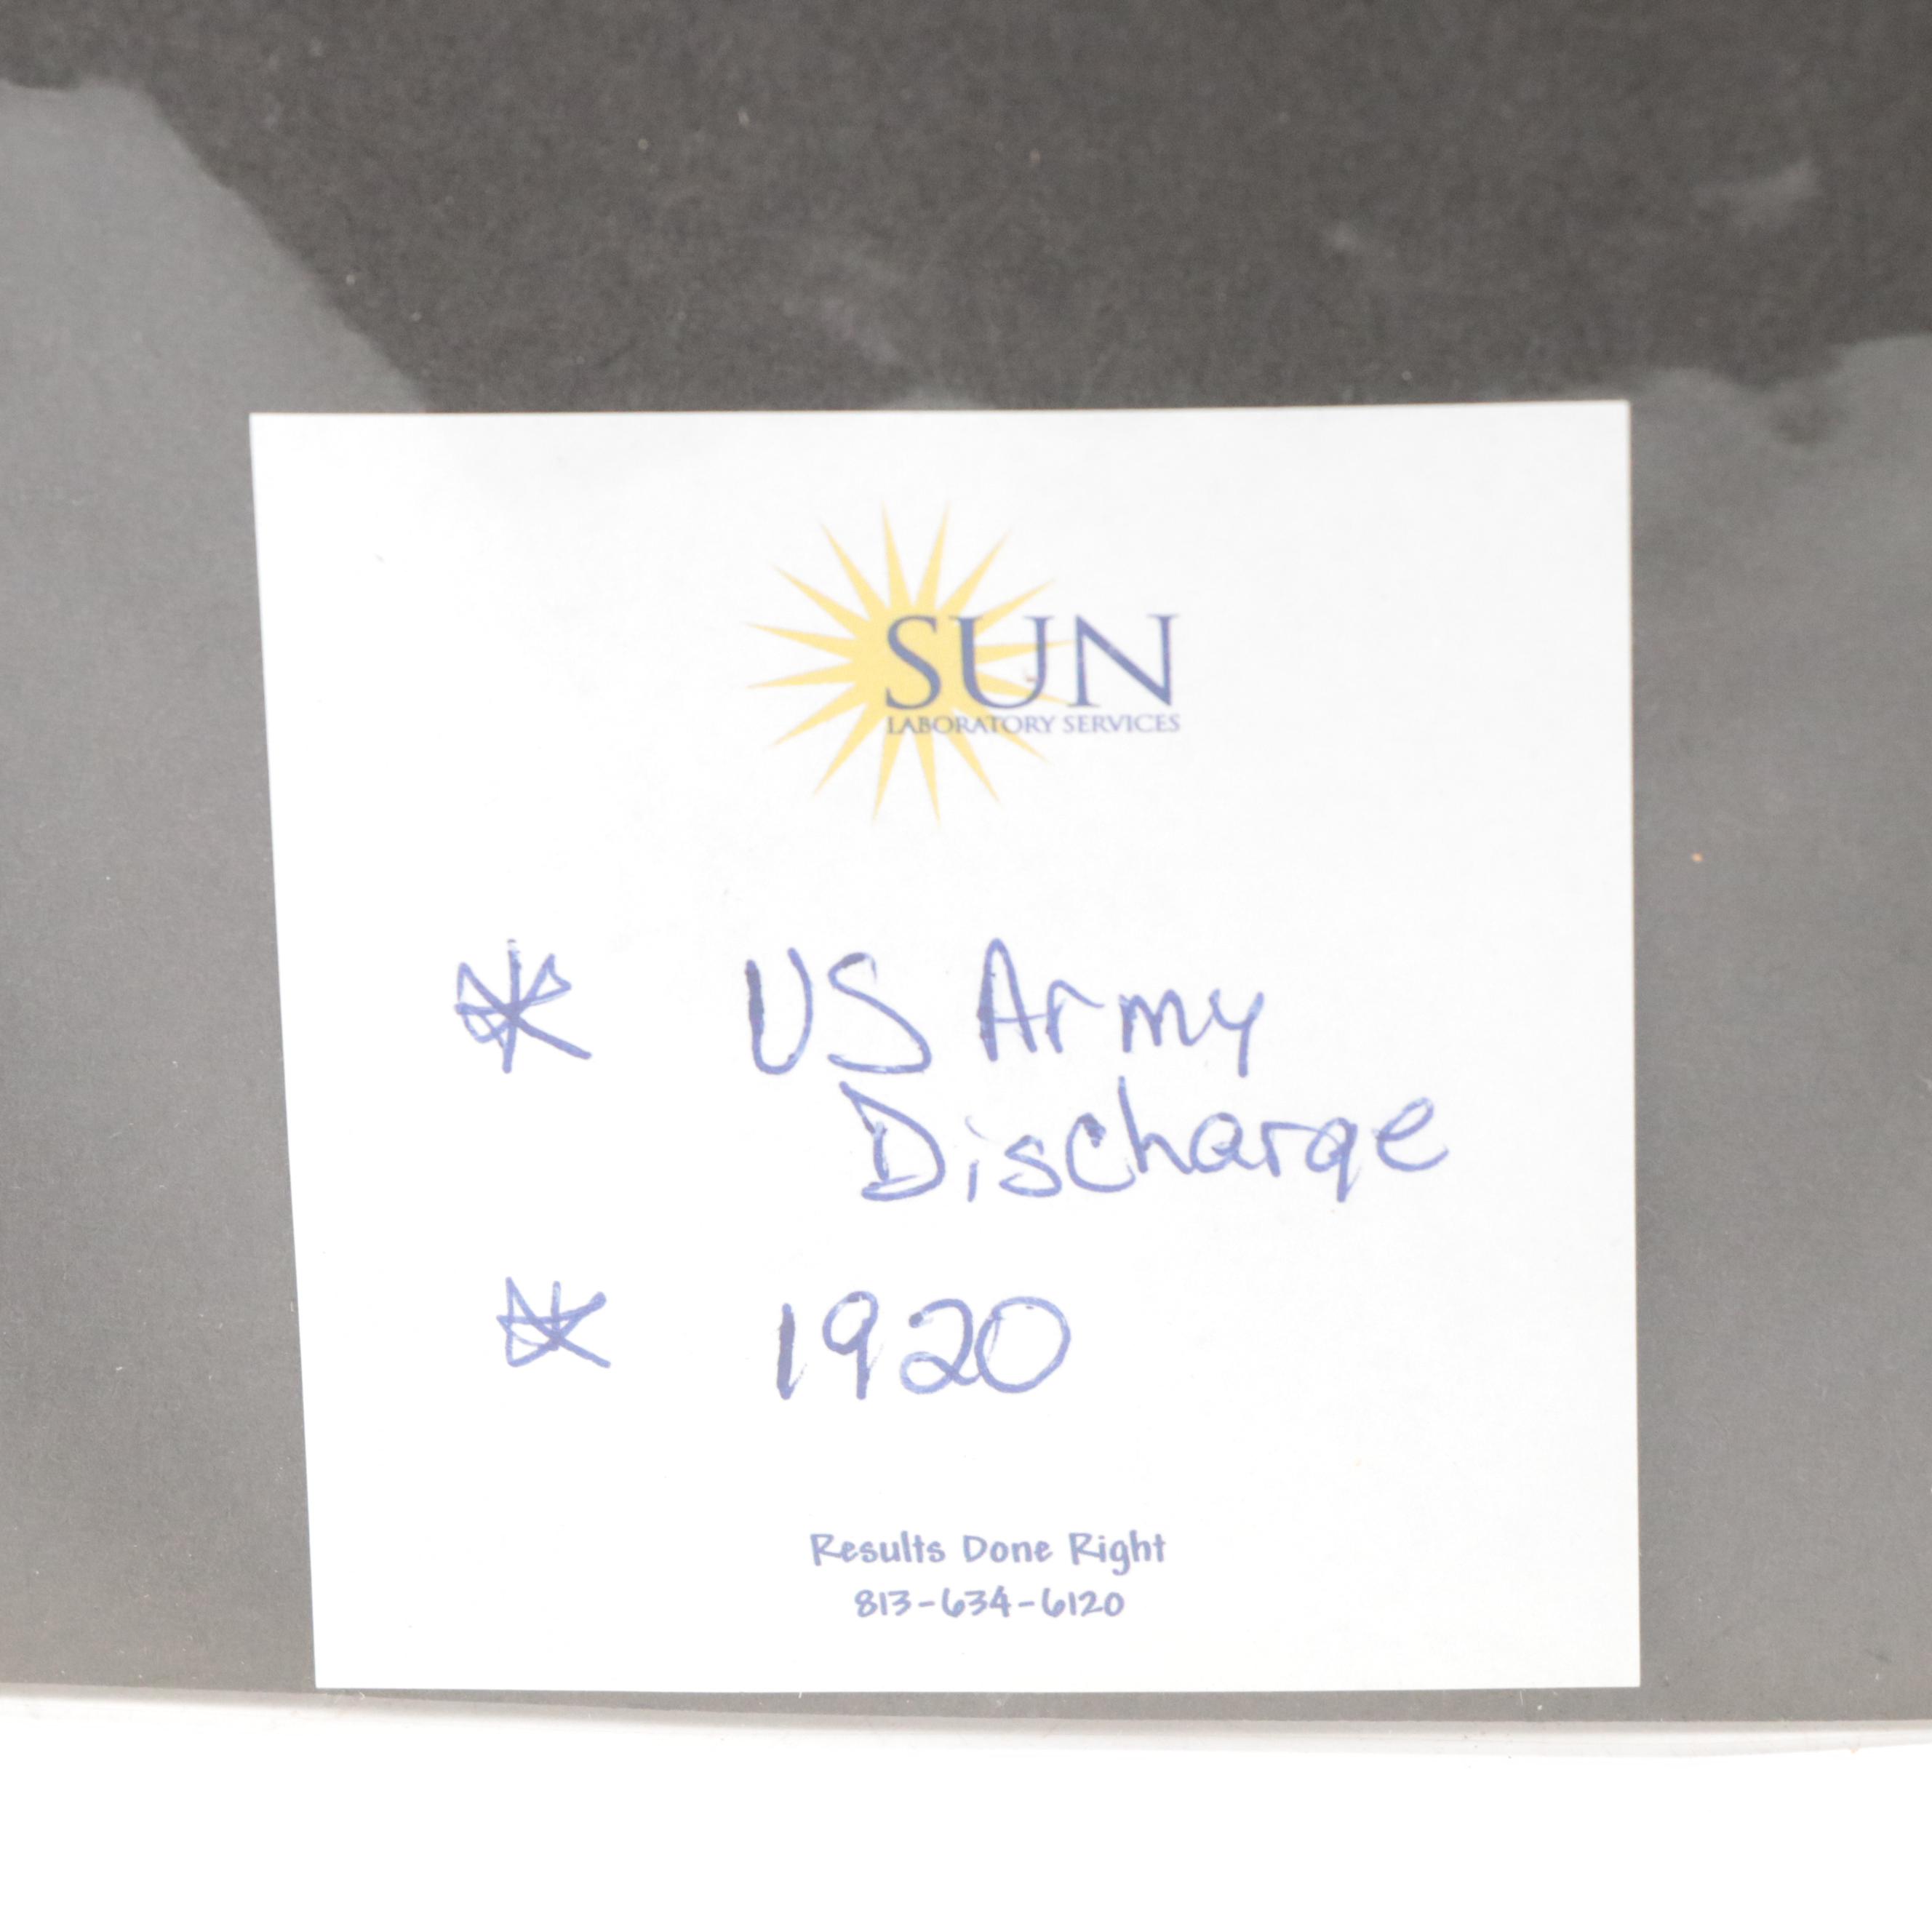 SUN
LABORATORY SERVICES
* US Army
Discharge
* 1920
Results Done Right
813-634-6120